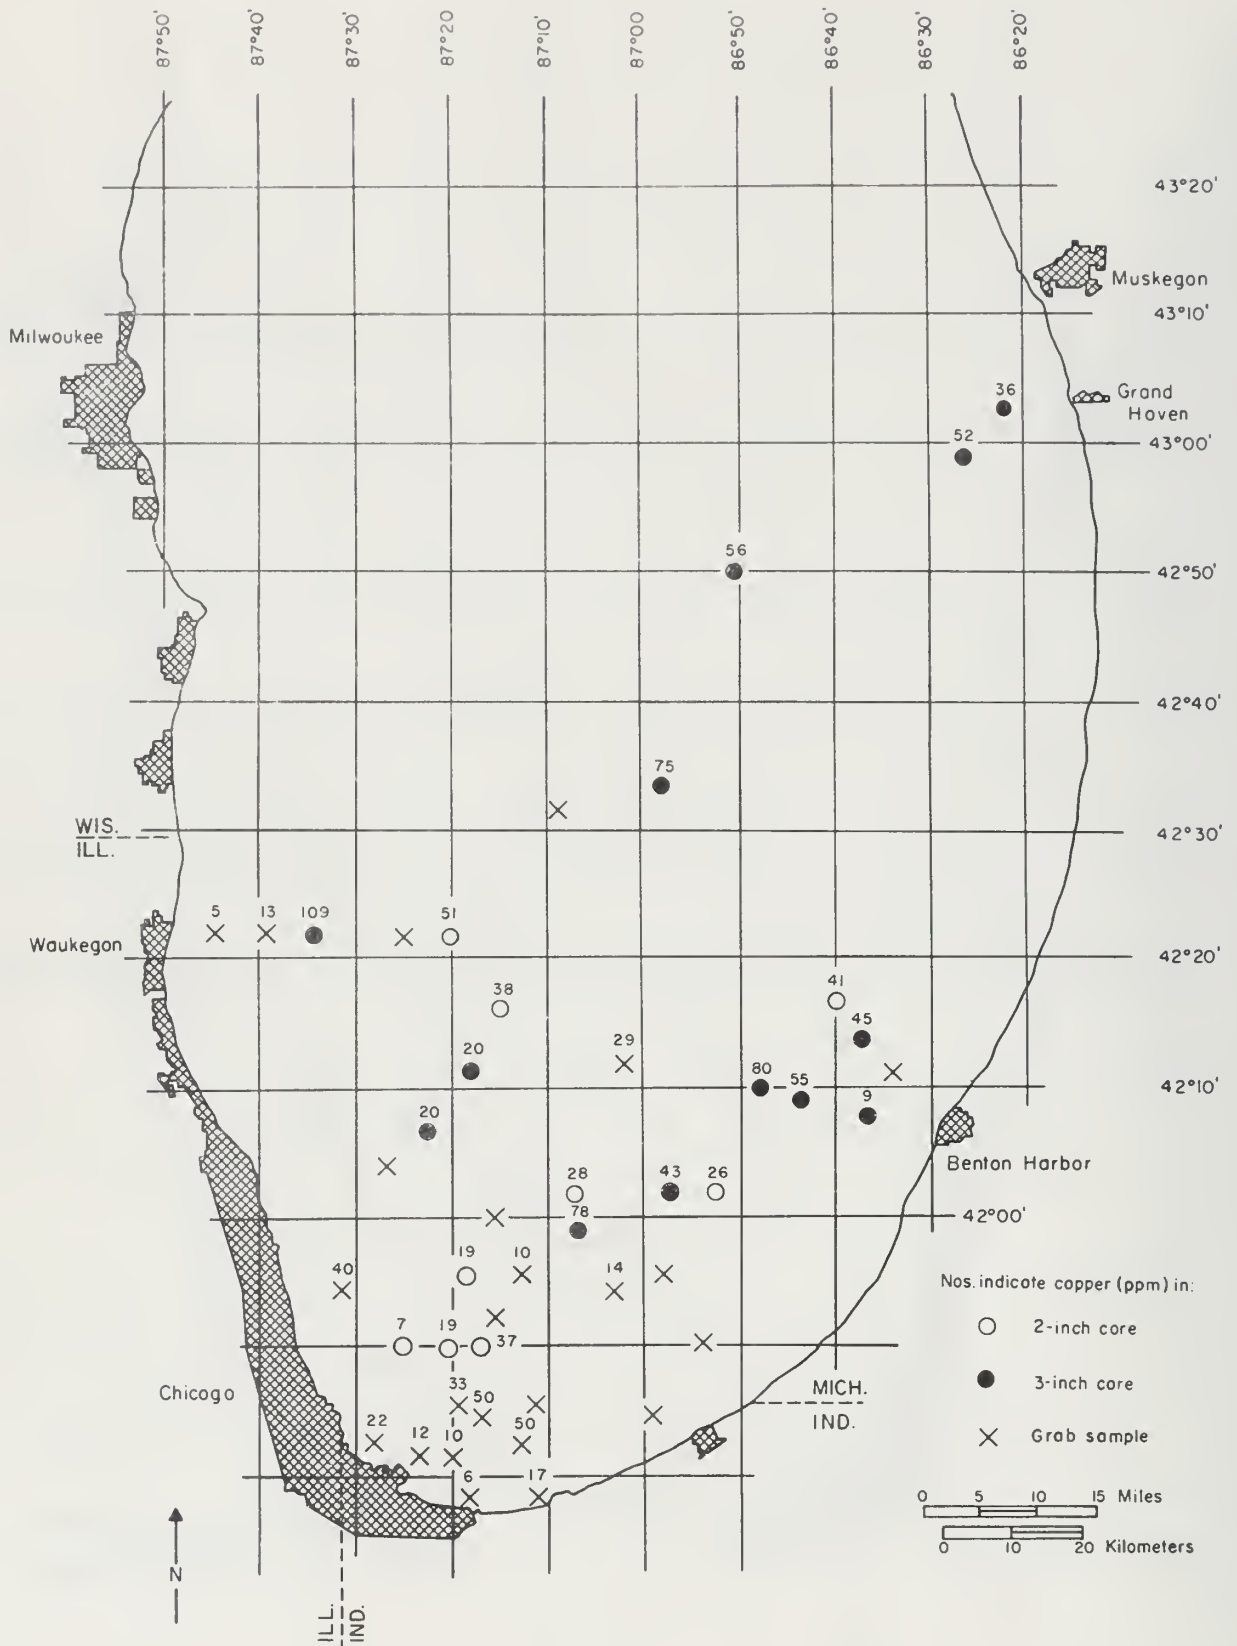 87°50' 87°40' 87°30' 87°20' 87°10' 87°00' 86°50' 86°40' 86°30' 86°20'
43°20'
Muskegon
43°10'
Milwoukee
36
Grand
Hoven
52
43°00'
56
42°50'
42°40'
75
WIS.
42°30'
ILL.
5 13 109 51
Waukegon
42°20'
38 41
45
20 29
80 55
42°10'
20 9
Benton Harbor
28 43 26
78
42°00'
19 10 14
40
Nos. indicate copper (ppm) in:
7 19 37
2-inch core
Chicogo
33
MICH.
3-inch core
50
IND.
22 12 10 50
Grab sample
6 17
0 5 10 15 Miles
0 10 20 Kilometers
N
ILL.
IND.